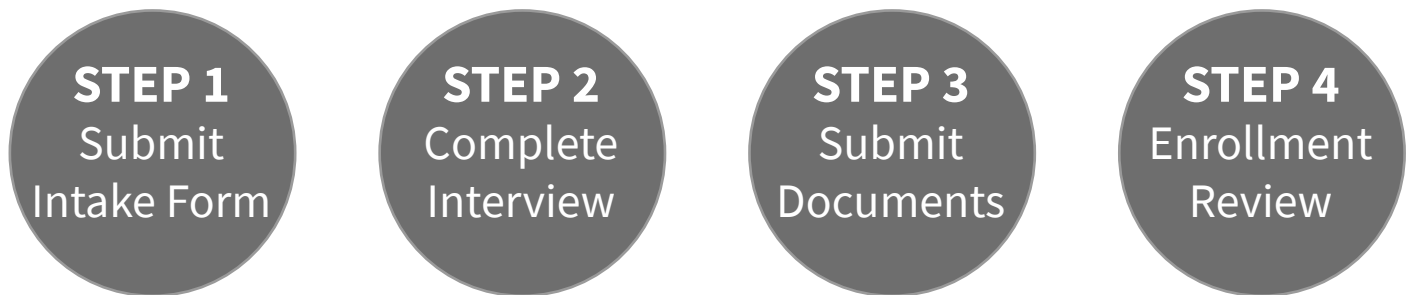 STEP 1
Submit
Intake Form
STEP 2
Complete
Interview
STEP 3
Submit
Documents
STEP 4
Enrollment
Review